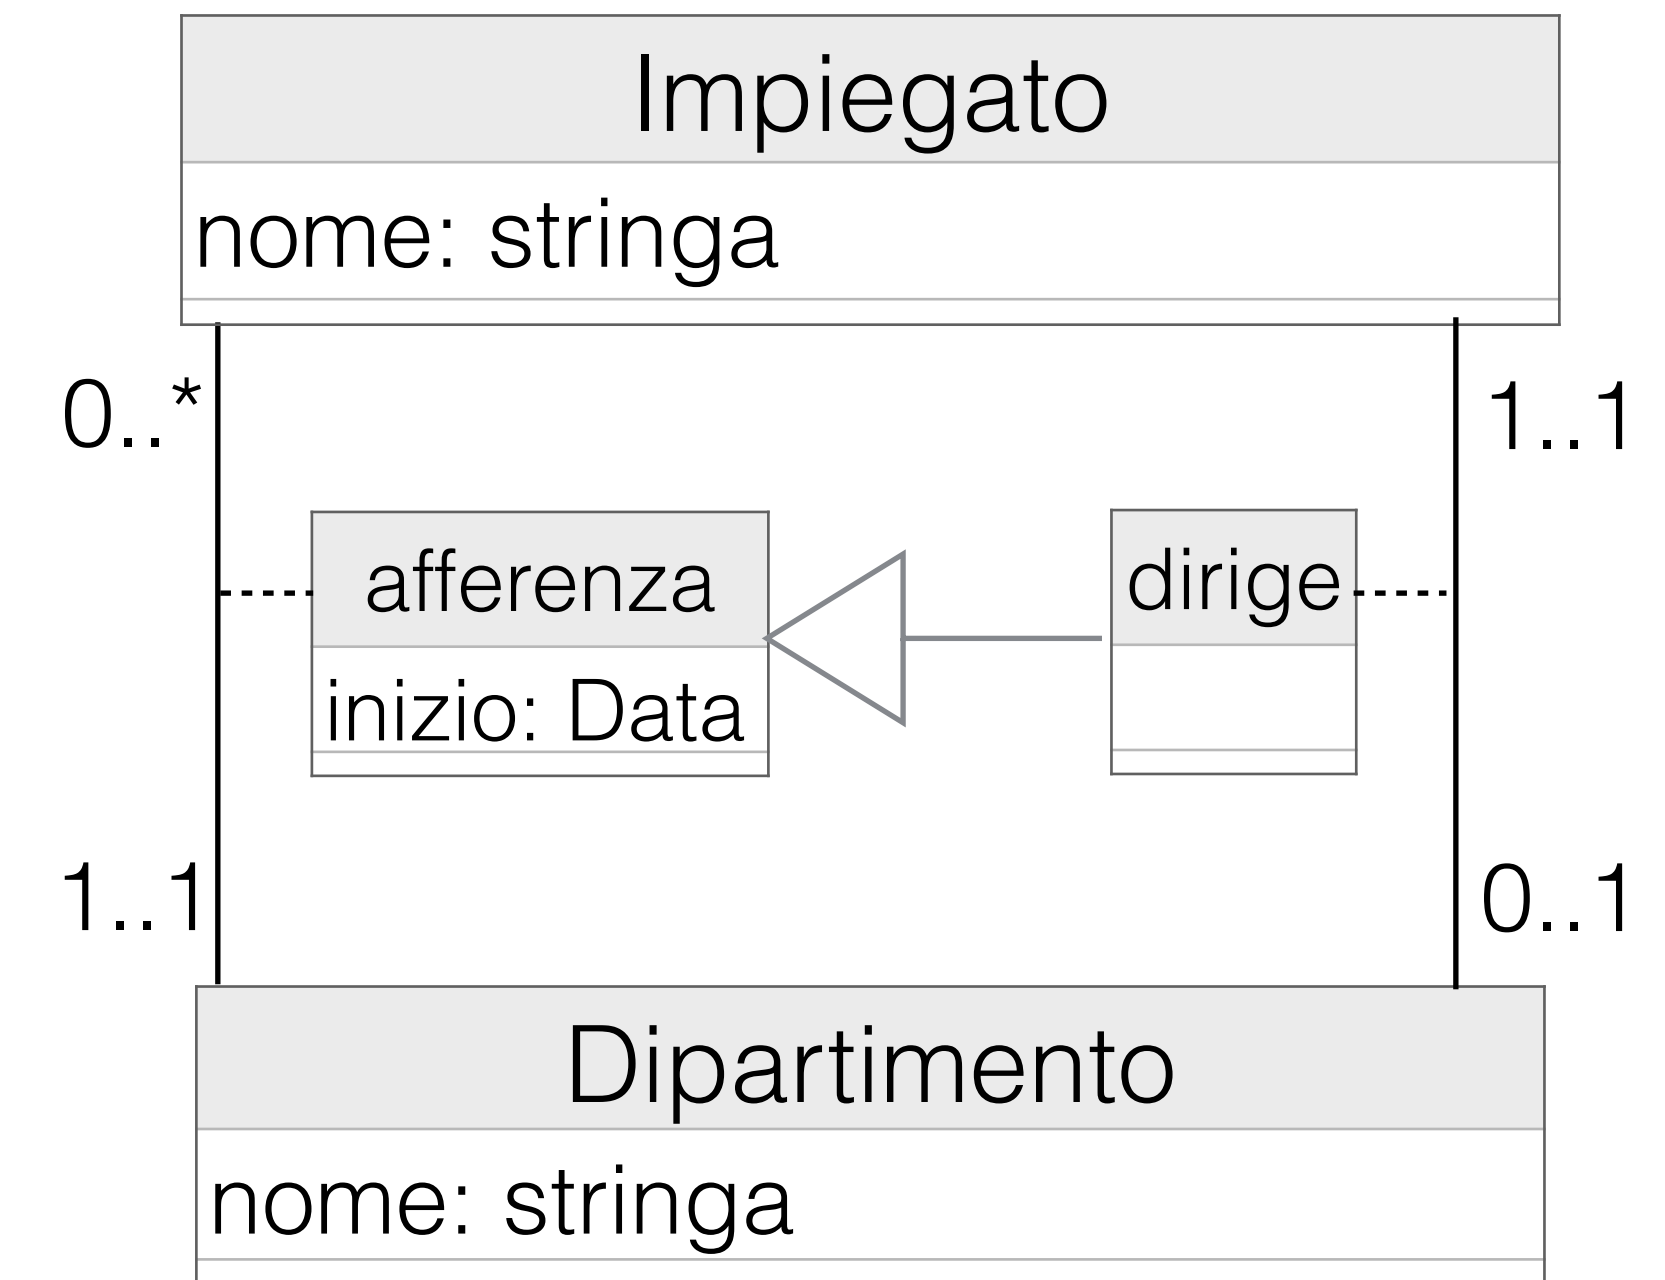 Impiegato
nome: stringa
0..*
1..1
afferenza
dirige
inizio: Data
1..1
0..1
Dipartimento
nome: stringa